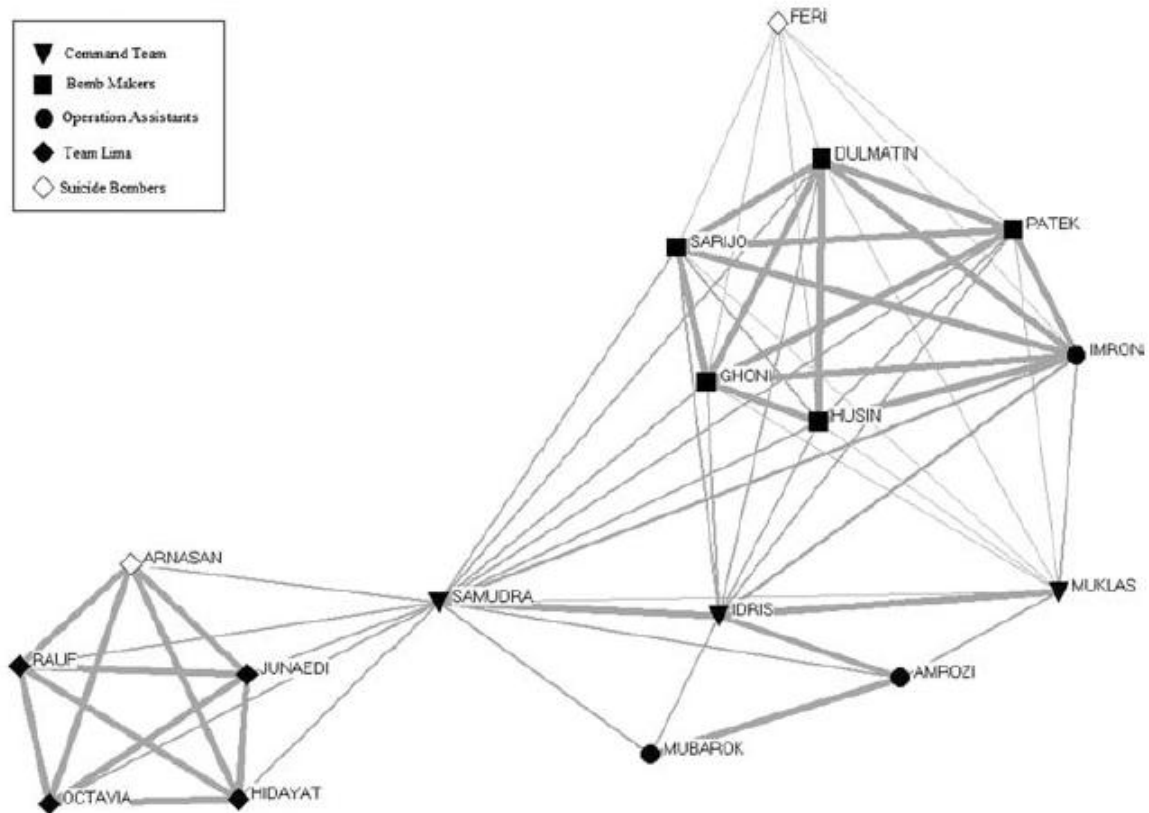 FERI
Command Team
Bomb Makers
Operation Assistants
Team Lima
Suicide Bombers
DULMATIN
PATEK
SARIJO
IMRONI
GHONI
HUSIN
ARNASAN
SAMUDRA
IDRIS
MUKLAS
RAUF
JUNAEDI
AMROZI
MUBAROK
OCTAVIA
HIDAYAT